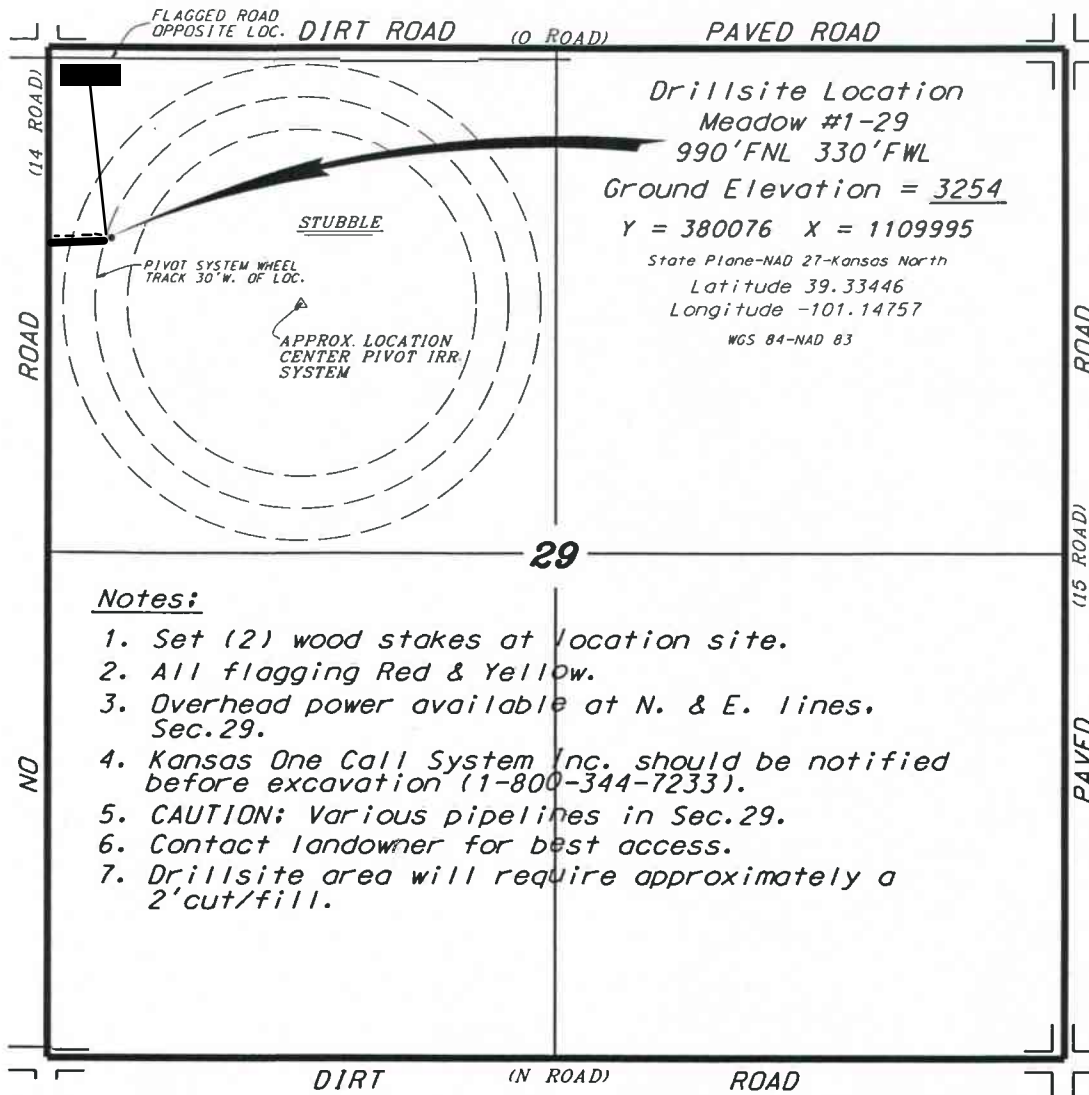 FLAGGED ROAD
OPPOSITE LOC.
DIRT ROAD
(O ROAD)
PAVED ROAD
(14 ROAD)
Drillsite Location
Meadow #1-29
990'FNL 330'FWL
Ground Elevation = 3254
Y = 380076 X = 1109995
State Plane-NAD 27-Kansas North
Latitude 39.33446
Longitude -101.14757
WGS 84-NAD 83
STUBBLE
PIVOT SYSTEM WHEEL
TRACK 30'W. OF LOC.
APPROX. LOCATION
CENTER PIVOT IRR.
SYSTEM
ROAD
ROAD
29
(15 ROAD)
Notes:
1. Set (2) wood stakes at location site.
2. All flagging Red & Yellow.
3. Overhead power available at N. & E. lines.
Sec.29.
4. Kansas One Call System Inc. should be notified
before excavation (1-800-344-7233).
5. CAUTION: Various pipelines in Sec.29.
6. Contact landowner for best access.
7. Drillsite area will require approximately a
2'cut/fill.
NO
PAVED
DIRT
(N ROAD)
ROAD